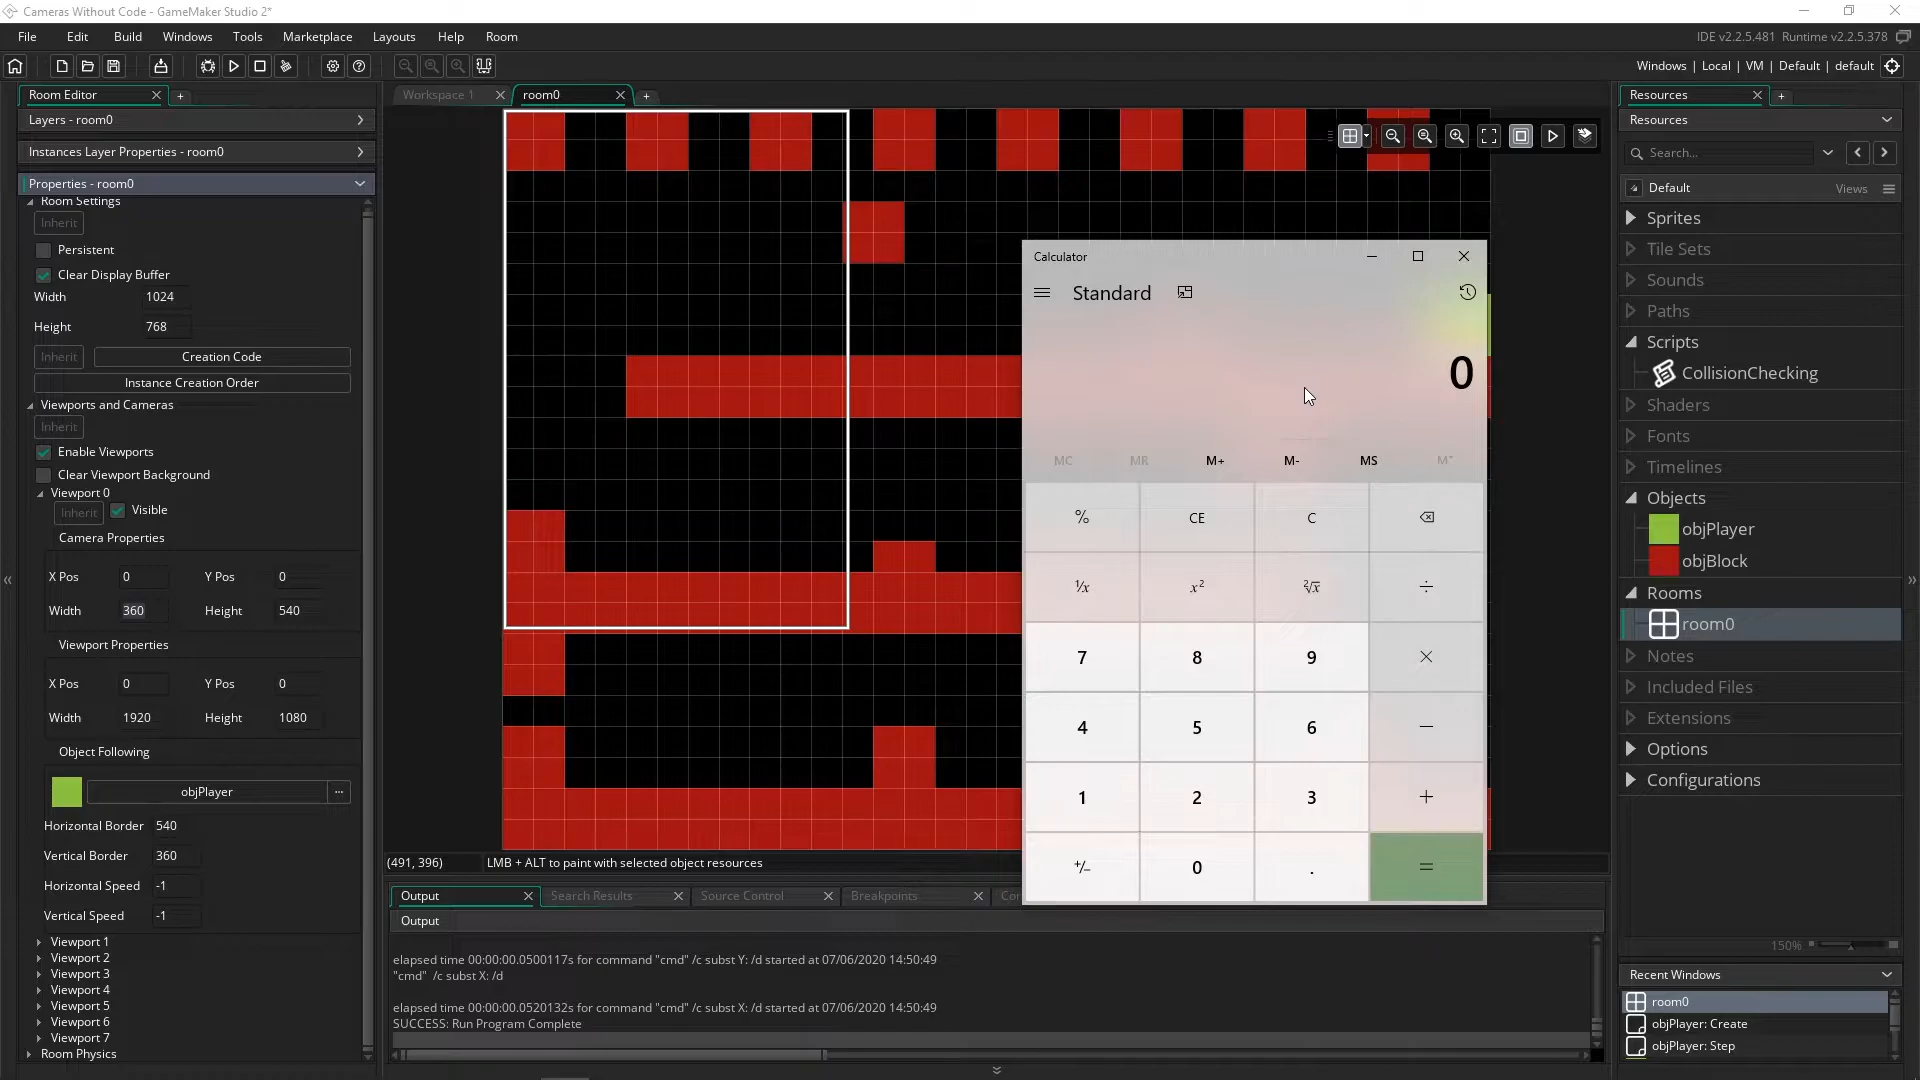 Cameras Without Code - GameMaker Studio 2*
File Edit Build Windows Tools Marketplace Layouts Help Room
IDE v2.2.5.481 Runtime v2.2.5.378
Windows | Local | VM | Default | default
Room Editor
Layers - room0
Instances Layer Properties - room0
Properties - room0
Room Settings
Inherit
Persistent
Clear Display Buffer
Width 1024
Height 768
Inherit Creation Code
Instance Creation Order
Viewports and Cameras
Inherit
Enable Viewports
Clear Viewport Background
Viewport 0
Inherit Visible
Camera Properties
X Pos 0 Y Pos 0
Width 360 Height 540
Viewport Properties
X Pos 0 Y Pos 0
Width 1920 Height 1080
Object Following
objPlayer ...
Horizontal Border 540
Vertical Border 360
Horizontal Speed -1
Vertical Speed -1
Viewport 1
Viewport 2
Viewport 3
Viewport 4
Viewport 5
Viewport 6
Viewport 7
Room Physics
Workspace 1 room0
Calculator
Standard
0
MC MR M+ M- MS M˅
% CE C
¹/x x² ²√x ÷
7 8 9 ×
4 5 6 −
1 2 3 +
+/− 0 . =
(491, 396) LMB + ALT to paint with selected object resources
Output Search Results Source Control Breakpoints
Output
elapsed time 00:00:00.0500117s for command "cmd" /c subst Y: /d started at 07/06/2020 14:50:49
"cmd" /c subst X: /d
elapsed time 00:00:00.0520132s for command "cmd" /c subst X: /d started at 07/06/2020 14:50:49
SUCCESS: Run Program Complete
Resources
Resources
Search...
Default Views
Sprites
Tile Sets
Sounds
Paths
Scripts
CollisionChecking
Shaders
Fonts
Timelines
Objects
objPlayer
objBlock
Rooms
room0
Notes
Included Files
Extensions
Options
Configurations
150%
Recent Windows
room0
objPlayer: Create
objPlayer: Step